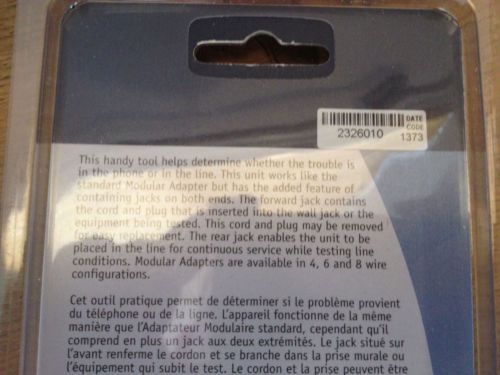 DATE
CODE
2326010 1373
This handy tool helps determine whether the trouble is
in the phone or in the line. This unit works like the
standard Modular Adapter but has the added feature of
containing jacks on both ends. The forward jack contains
the cord and plug that is inserted into the wall jack or the
equipment being tested. This cord and plug may be removed
for easy replacement. The rear jack enables the unit to be
placed in the line for continuous service while testing line
conditions. Modular Adapters are available in 4, 6 and 8 wire
configurations.
Cet outil pratique permet de déterminer si le problème provient
du téléphone ou de la ligne. L'appareil fonctionne de la même
manière que l'Adaptateur Modulaire standard, cependant qu'il
comprend en plus un jack aux deux extrémités. Le jack situé sur
l'avant renferme le cordon et se branche dans la prise murale ou
l'équipement qui subit le test. Le cordon et la prise peuvent être